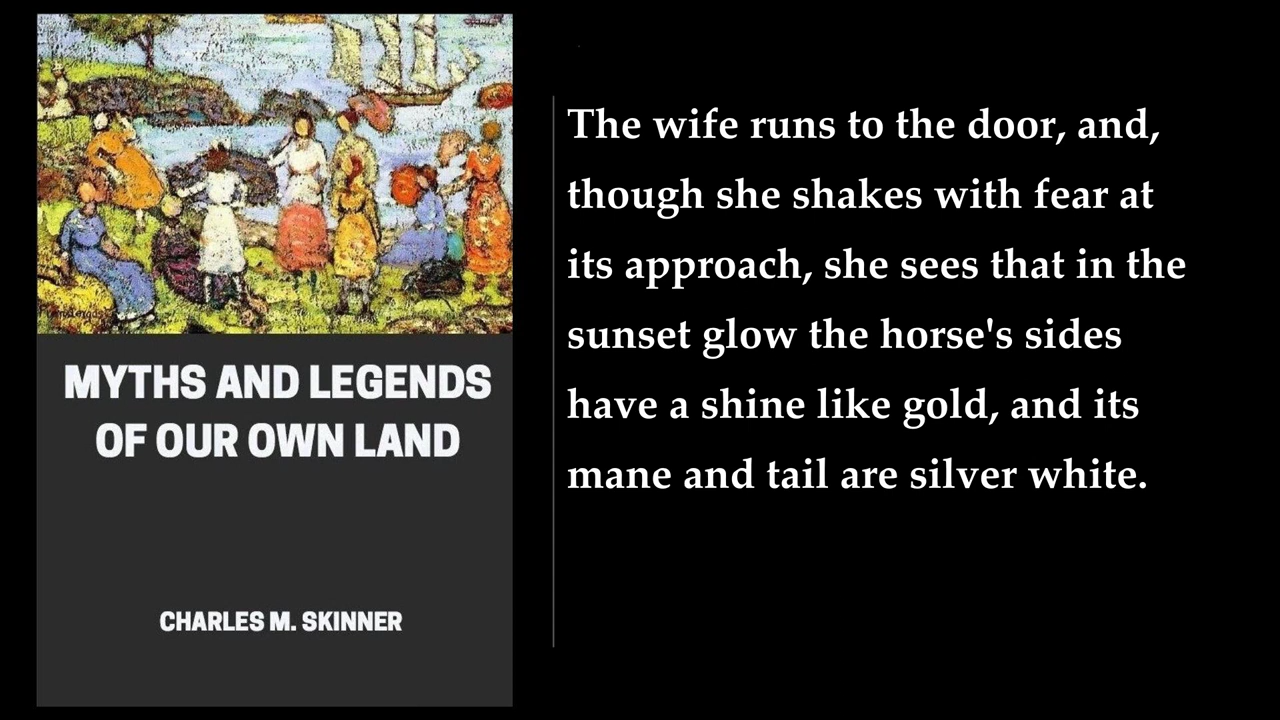 MYTHS AND LEGENDS
OF OUR OWN LAND
CHARLES M. SKINNER
The wife runs to the door, and,
though she shakes with fear at
its approach, she sees that in the
sunset glow the horse's sides
have a shine like gold, and its
mane and tail are silver white.